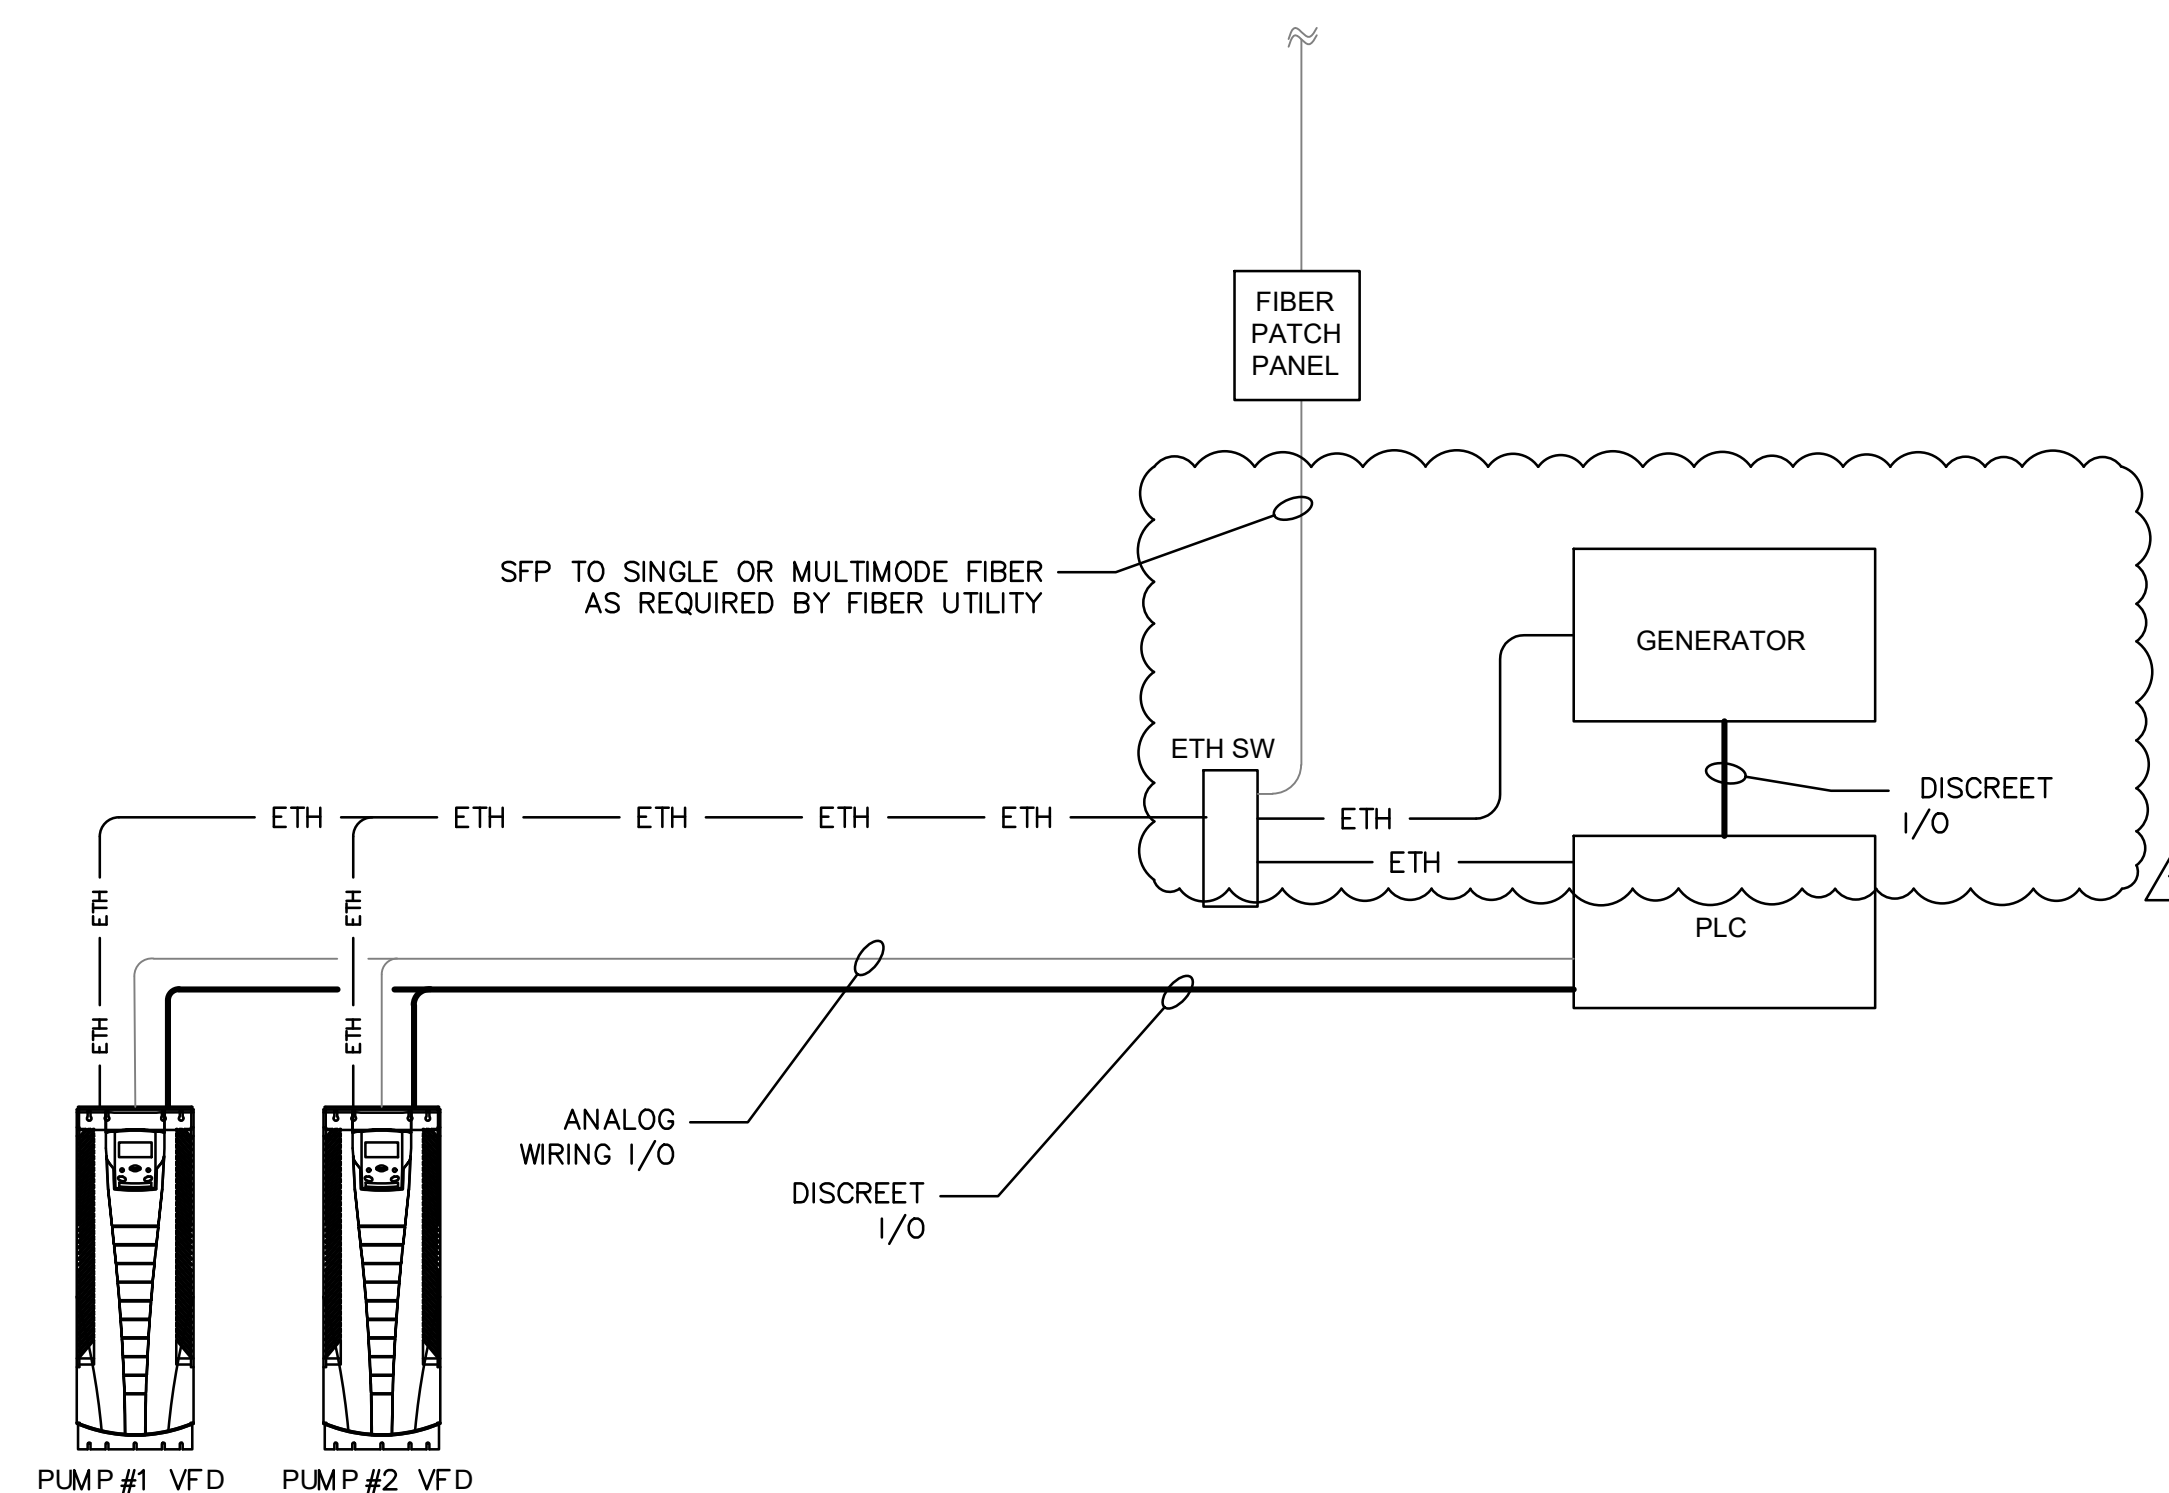 FIBER
PATCH
PANEL
SFP TO SINGLE OR MULTIMODE FIBER
AS REQUIRED BY FIBER UTILITY
GENERATOR
ETH SW
DISCREET
I/O
ETH ETH ETH ETH ETH ETH
ETH
ETH ETH
PLC
ETH ETH
ANALOG
WIRING I/O
DISCREET
I/O
PUMP #1 VFD PUMP #2 VFD